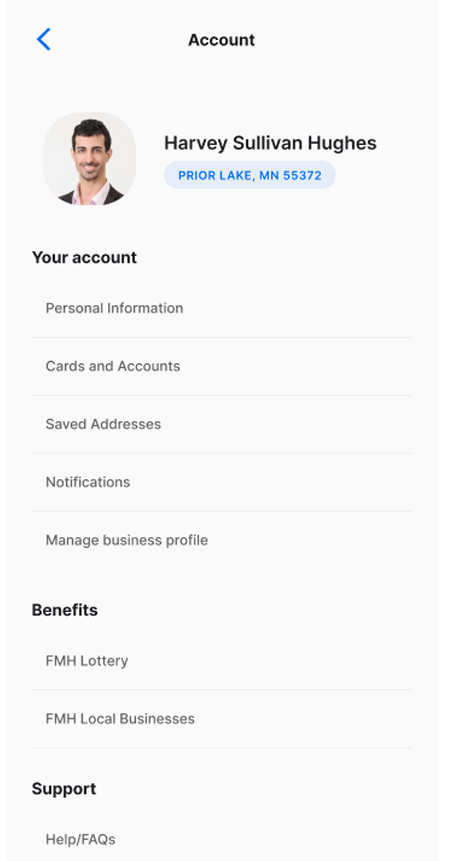 Account
Harvey Sullivan Hughes
PRIOR LAKE, MN 55372
Your account
Personal Information
Cards and Accounts
Saved Addresses
Notifications
Manage business profile
Benefits
FMH Lottery
FMH Local Businesses
Support
Help/FAQs